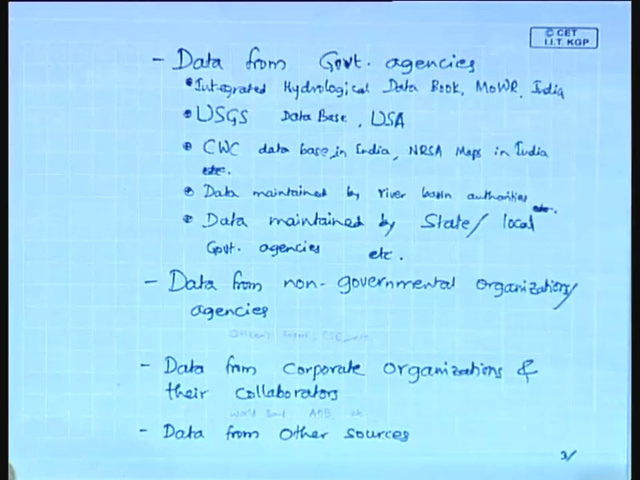 © CET
I.I.T. KGP
- Data from Govt. agencies
• Integrated Hydrological Data Book, MoWR, India
• USGS Data Base, USA
• CWC data base in India, NRSA Maps in India
etc.
• Data maintained by river basin authorities etc.
• Data maintained by State/ local
Govt. agencies etc.
- Data from non-governmental organizations/
agencies
- Data from corporate organizations &
their collaborators
World Bank, ADB, etc.
- Data from other sources
3/